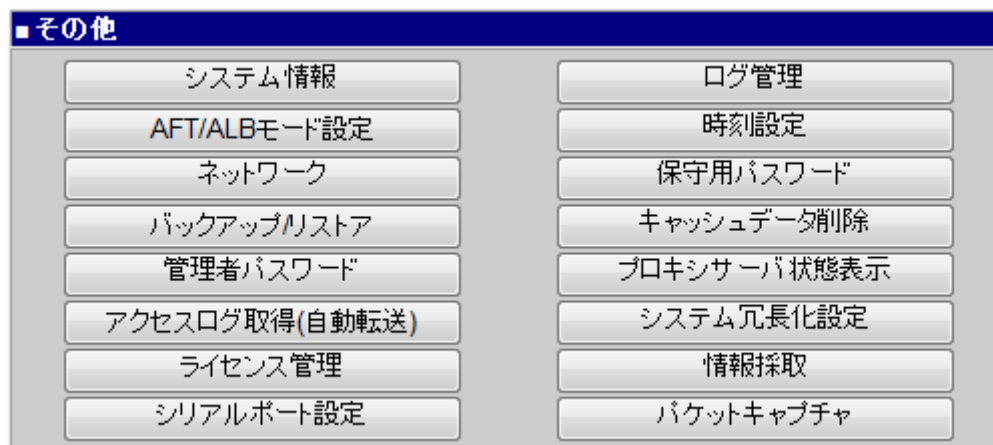 ■その他
システム情報
ログ管理
AFT/ALBモード設定
時刻設定
ネットワーク
保守用パスワード
バックアップ/リストア
キャッシュデータ削除
管理者パスワード
プロキシサーバ状態表示
アクセスログ取得(自動転送)
システム冗長化設定
ライセンス管理
情報採取
シリアルポート設定
パケットキャプチャ